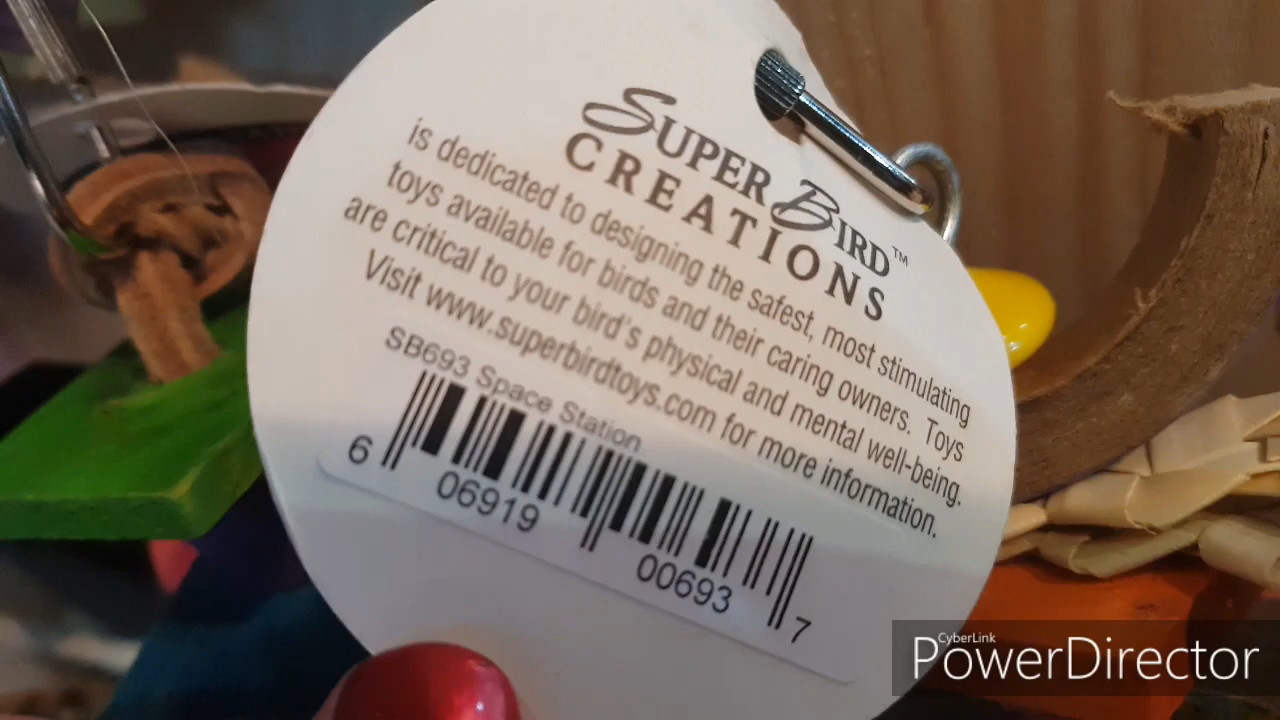 SUPER BIRD™
CREATIONS
is dedicated to designing the safest, most stimulating
toys available for birds and their caring owners. Toys
are critical to your bird's physical and mental well-being.
Visit www.superbirdtoys.com for more information.
SB693 Space Station
6 06919 00693 7
CyberLink
PowerDirector